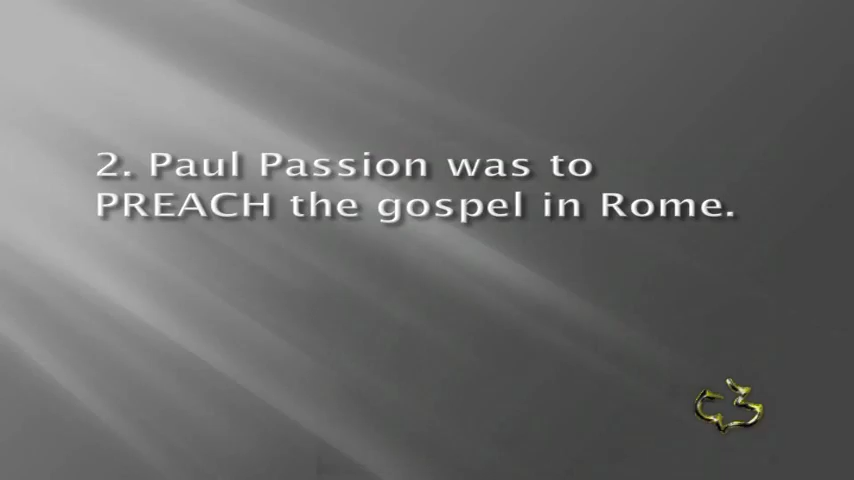 2. Paul Passion was to
PREACH the gospel in Rome.